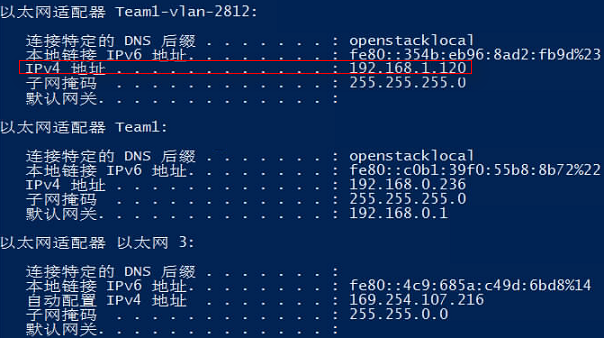 以太网适配器 Team1-vlan-2812:
连接特定的 DNS 后缀 . . . . . . . : openstacklocal
本地链接 IPv6 地址. . . . . . . . : fe80::354b:eb96:8ad2:fb9d%23
IPv4 地址 . . . . . . . . . . . . : 192.168.1.120
子网掩码 . . . . . . . . . . . . : 255.255.255.0
默认网关. . . . . . . . . . . . . :
以太网适配器 Team1:
连接特定的 DNS 后缀 . . . . . . . : openstacklocal
本地链接 IPv6 地址. . . . . . . . : fe80::c0b1:39f0:55b8:8b72%22
IPv4 地址 . . . . . . . . . . . . : 192.168.0.236
子网掩码 . . . . . . . . . . . . : 255.255.255.0
默认网关. . . . . . . . . . . . . : 192.168.0.1
以太网适配器 以太网 3:
连接特定的 DNS 后缀 . . . . . . . :
本地链接 IPv6 地址. . . . . . . . : fe80::4c9:685a:c49d:6bd8%14
自动配置 IPv4 地址 . . . . . . . : 169.254.107.216
子网掩码 . . . . . . . . . . . . : 255.255.0.0
默认网关. . . . . . . . . . . . . :